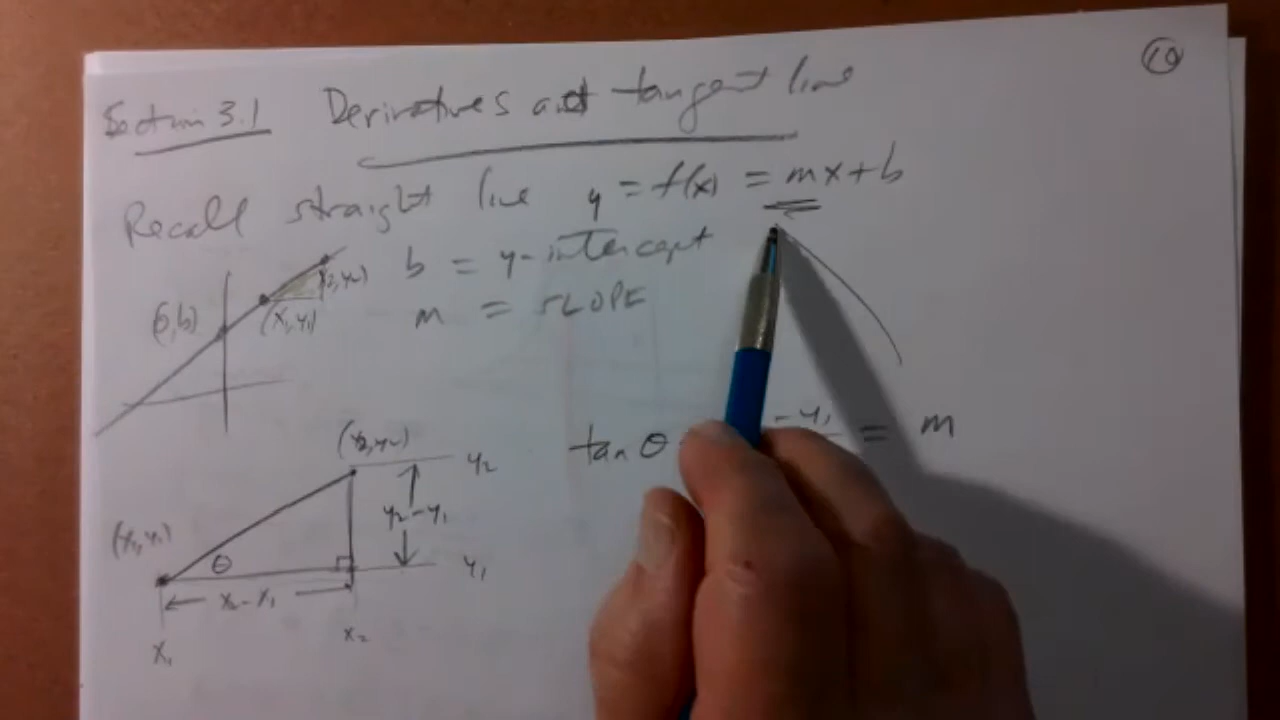 10
Section 3.1 Derivatives and tangent line
Recall straight line y = f(x) = mx+b
b = y-intercept
m = SLOPE
(x2,y2)
(0,b)
(x1,y1)
(x2,y2)
y2
tan θ -y1 = m
y2-y1
(x1,y1)
θ
y1
x2-x1
x2
x1